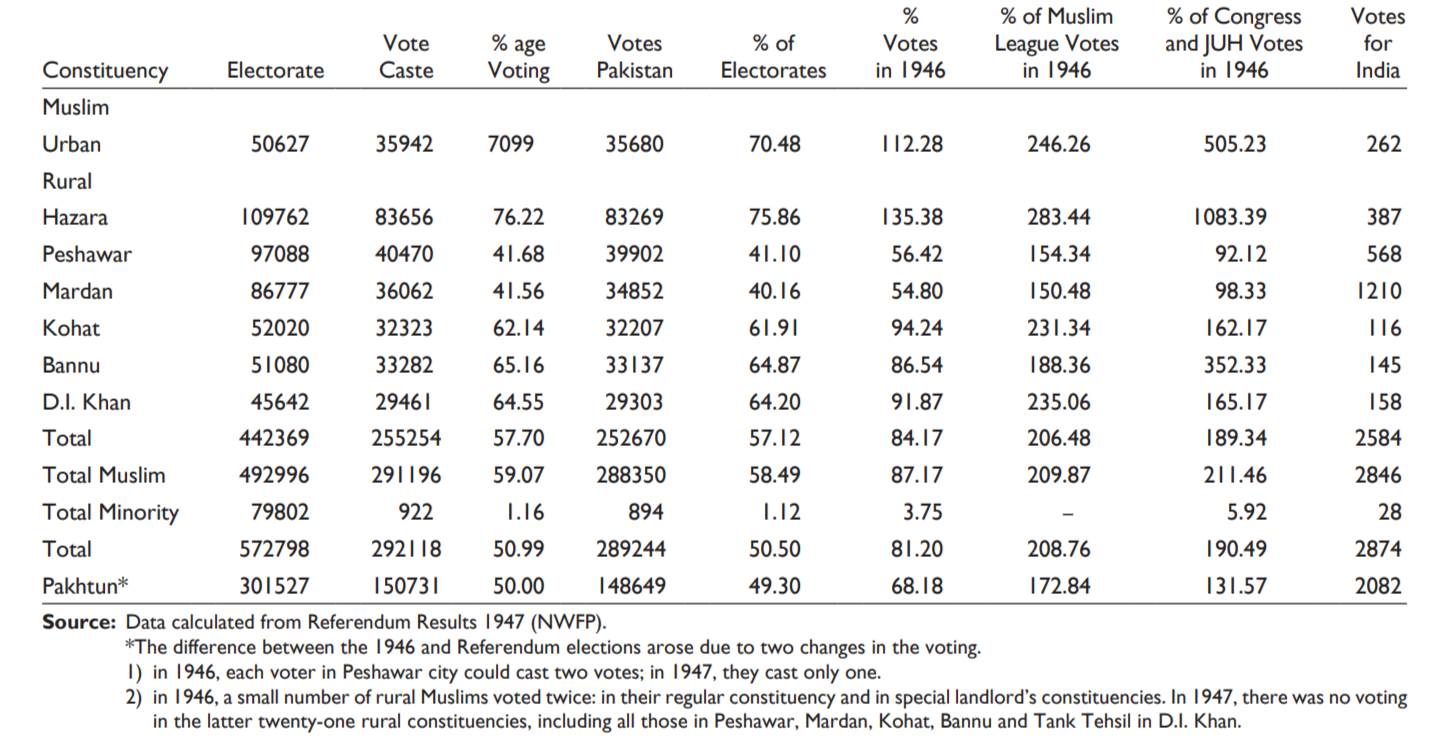 Constituency Electorate Vote Caste % age Voting Votes Pakistan % of Electorates % Votes in 1946 % of Muslim League Votes in 1946 % of Congress and JUH Votes in 1946 Votes for India
Muslim
Urban 50627 35942 7099 35680 70.48 112.28 246.26 505.23 262
Rural
Hazara 109762 83656 76.22 83269 75.86 135.38 283.44 1083.39 387
Peshawar 97088 40470 41.68 39902 41.10 56.42 154.34 92.12 568
Mardan 86777 36062 41.56 34852 40.16 54.80 150.48 98.33 1210
Kohat 52020 32323 62.14 32207 61.91 94.24 231.34 162.17 116
Bannu 51080 33282 65.16 33137 64.87 86.54 188.36 352.33 145
D.I. Khan 45642 29461 64.55 29303 64.20 91.87 235.06 165.17 158
Total 442369 255254 57.70 252670 57.12 84.17 206.48 189.34 2584
Total Muslim 492996 291196 59.07 288350 58.49 87.17 209.87 211.46 2846
Total Minority 79802 922 1.16 894 1.12 3.75 – 5.92 28
Total 572798 292118 50.99 289244 50.50 81.20 208.76 190.49 2874
Pakhtun* 301527 150731 50.00 148649 49.30 68.18 172.84 131.57 2082
Source: Data calculated from Referendum Results 1947 (NWFP).
*The difference between the 1946 and Referendum elections arose due to two changes in the voting.
1) in 1946, each voter in Peshawar city could cast two votes; in 1947, they cast only one.
2) in 1946, a small number of rural Muslims voted twice: in their regular constituency and in special landlord's constituencies. In 1947, there was no voting
in the latter twenty-one rural constituencies, including all those in Peshawar, Mardan, Kohat, Bannu and Tank Tehsil in D.I. Khan.